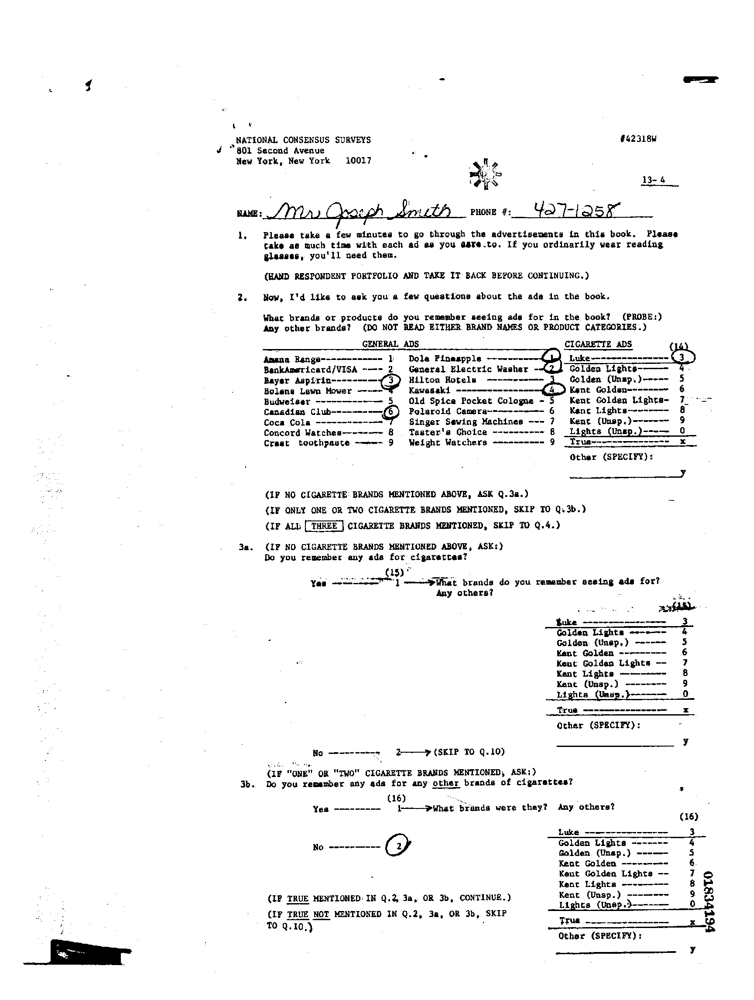 1
NATIONAL CONSENSUS SURVEYS #42318W
801 Second Avenue
New York, New York 10017
13-4
NAME: Mr Joseph Smith PHONE #: 427-1258
1. Please take a few minutes to go through the advertisements in this book. Please
take as much time with each ad as you care to. If you ordinarily wear reading
glasses, you'll need them.
(HAND RESPONDENT PORTFOLIO AND TAKE IT BACK BEFORE CONTINUING.)
2. Now, I'd like to ask you a few questions about the ads in the book.
What brands or products do you remember seeing ads for in the book? (PROBE:)
Any other brands? (DO NOT READ EITHER BRAND NAMES OR PRODUCT CATEGORIES.)
GENERAL ADS CIGARETTE ADS (14)
Amana Range------------ 1 Dole Pineapple ---------- 1 Luke---------------- 3
BankAmericard/VISA ---- 2 General Electric Washer -- 2 Golden Lights------ 4
Bayer Aspirin---------- 3 Hilton Hotels ---------- 3 Golden (Unsp.)----- 5
Bolens Lawn Mower ----- 4 Kawasaki --------------- 4 Kent Golden-------- 6
Budweiser ------------- 5 Old Spice Pocket Cologne - 5 Kent Golden Lights- 7
Canadian Club---------- 6 Polaroid Camera---------- 6 Kent Lights-------- 8
Coca Cola ------------- 7 Singer Sewing Machines --- 7 Kent (Unsp.)------- 9
Concord Watches-------- 8 Taster's Choice ---------- 8 Lights (Unsp.)----- 0
Crest toothpaste ----- 9 Weight Watchers ---------- 9 True--------------- x
Other (SPECIFY):
y
(IF NO CIGARETTE BRANDS MENTIONED ABOVE, ASK Q.3a.)
(IF ONLY ONE OR TWO CIGARETTE BRANDS MENTIONED, SKIP TO Q.3b.)
(IF ALL THREE CIGARETTE BRANDS MENTIONED, SKIP TO Q.4.)
3a. (IF NO CIGARETTE BRANDS MENTIONED ABOVE, ASK:)
Do you remember any ads for cigarettes?
(15)
Yes ----------- 1 → What brands do you remember seeing ads for?
Any others?
(15)
Luke ---------------- 3
Golden Lights ------- 4
Golden (Unsp.) ------ 5
Kent Golden --------- 6
Kent Golden Lights -- 7
Kent Lights --------- 8
Kent (Unsp.) -------- 9
Lights (Unsp.)------- 0
True ---------------- x
Other (SPECIFY):
y
No ---------- 2 → (SKIP TO Q.10)
(IF "ONE" OR "TWO" CIGARETTE BRANDS MENTIONED, ASK:)
3b. Do you remember any ads for any other brands of cigarettes?
(16)
Yes --------- 1 → What brands were they? Any others?
(16)
Luke ---------------- 3
No ---------- 2 Golden Lights ------- 4
Golden (Unsp.) ------ 5
Kent Golden --------- 6
Kent Golden Lights -- 7
Kent Lights --------- 8
(IF TRUE MENTIONED IN Q.2, 3a, OR 3b, CONTINUE.) Kent (Unsp.) -------- 9
Lights (Unsp.)------- 0
(IF TRUE NOT MENTIONED IN Q.2, 3a, OR 3b, SKIP
TO Q.10.) True ---------------- x
Other (SPECIFY):
y
01834194